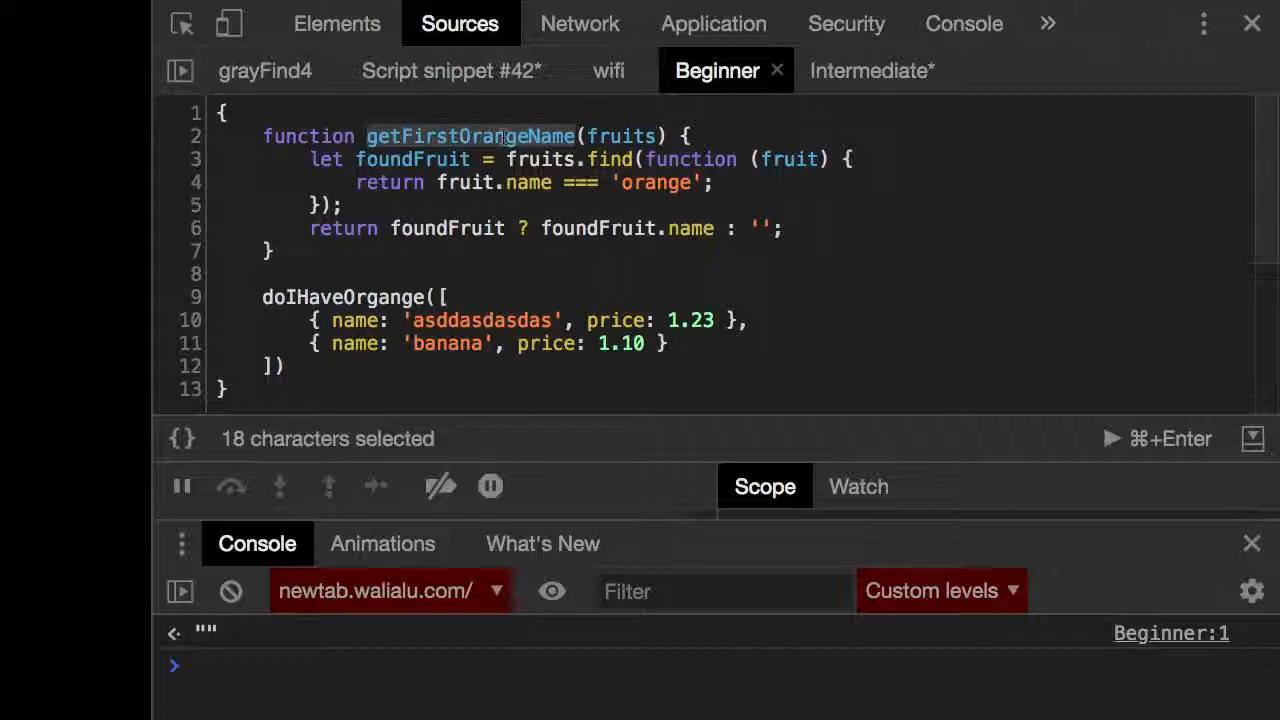 Elements Sources Network Application Security Console »
grayFind4 Script snippet #42* wifi Beginner × Intermediate*
1 {
2 function getFirstOrangeName(fruits) {
3 let foundFruit = fruits.find(function (fruit) {
4 return fruit.name === 'orange';
5 });
6 return foundFruit ? foundFruit.name : '';
7 }
8
9 doIHaveOrgange([
10 { name: 'asddasdasdas', price: 1.23 },
11 { name: 'banana', price: 1.10 }
12 ])
13 }
{} 18 characters selected ⌘+Enter
Scope Watch
Console Animations What's New
newtab.walialu.com/ Filter Custom levels
"" Beginner:1